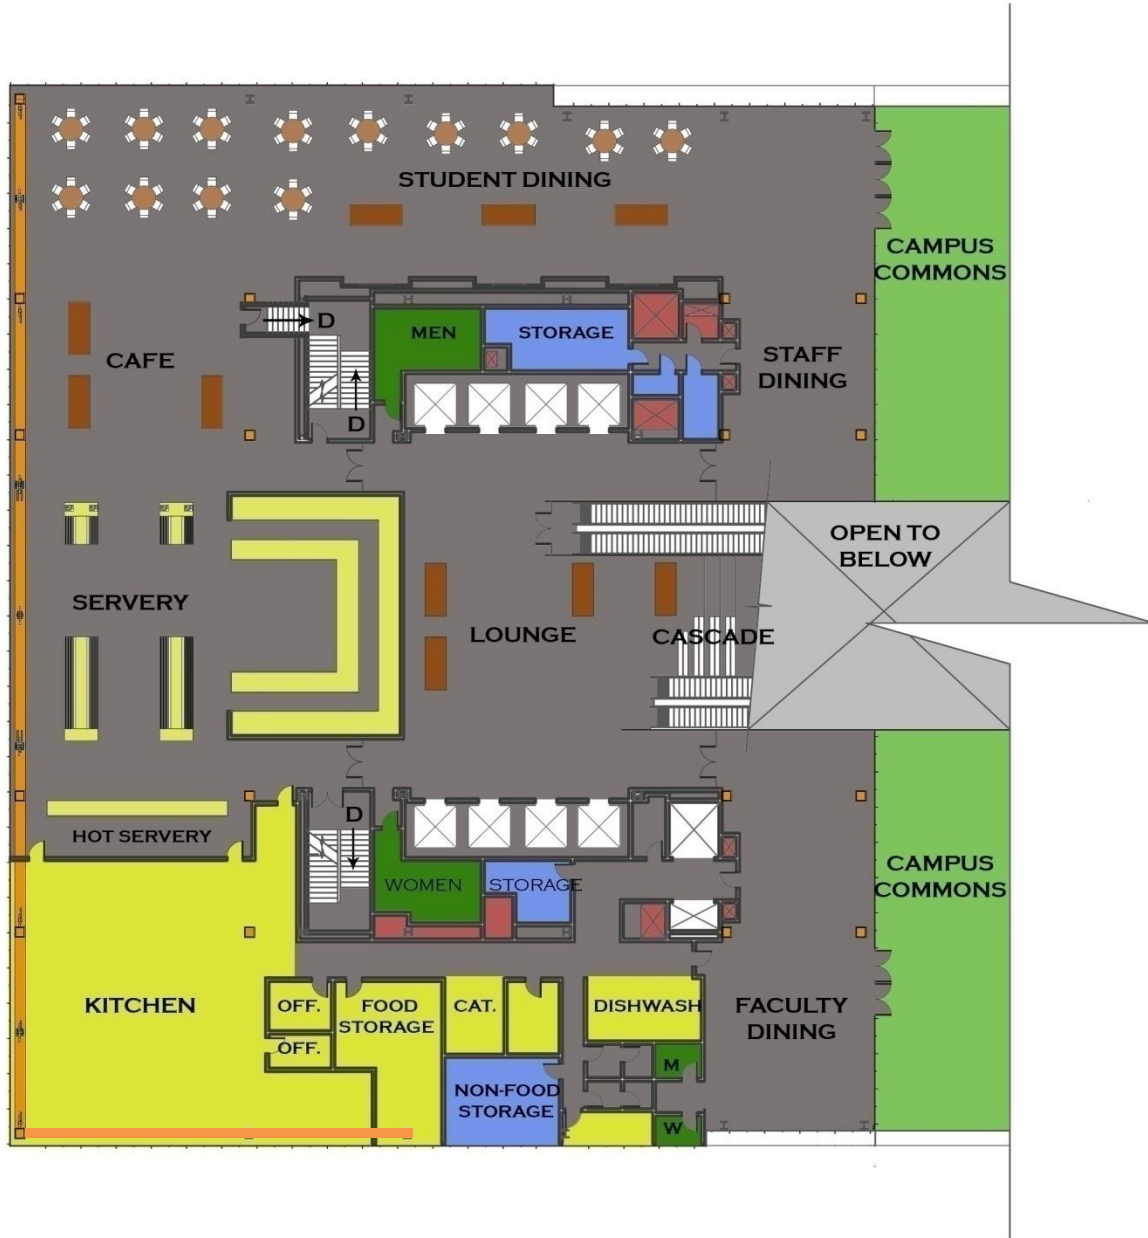 STUDENT DINING
CAMPUS
COMMONS
D
MEN
STORAGE
CAFE
STAFF
DINING
D
OPEN TO
BELOW
SERVERY
LOUNGE
CASCADE
D
HOT SERVERY
WOMEN
STORAGE
CAMPUS
COMMONS
KITCHEN
OFF.
FOOD
STORAGE
CAT.
DISHWASH
FACULTY
DINING
OFF.
M
NON-FOOD
STORAGE
W